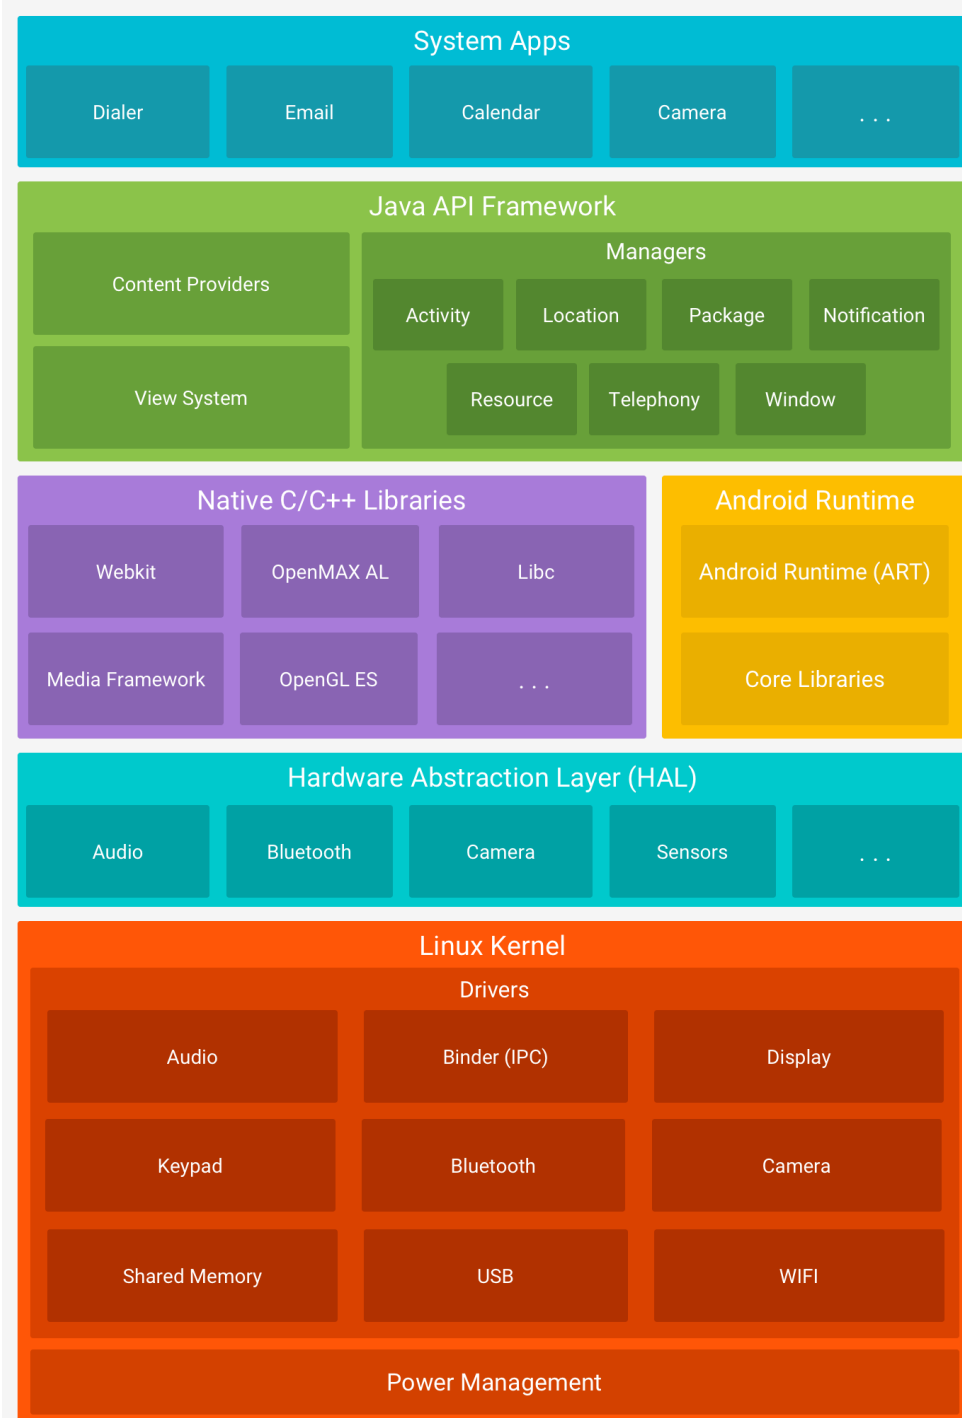 System Apps
Dialer
Email
Calendar
Camera
. . .
Java API Framework
Content Providers
View System
Managers
Activity
Location
Package
Notification
Resource
Telephony
Window
Native C/C++ Libraries
Webkit
OpenMAX AL
Libc
Media Framework
OpenGL ES
. . .
Android Runtime
Android Runtime (ART)
Core Libraries
Hardware Abstraction Layer (HAL)
Audio
Bluetooth
Camera
Sensors
. . .
Linux Kernel
Drivers
Audio
Binder (IPC)
Display
Keypad
Bluetooth
Camera
Shared Memory
USB
WIFI
Power Management